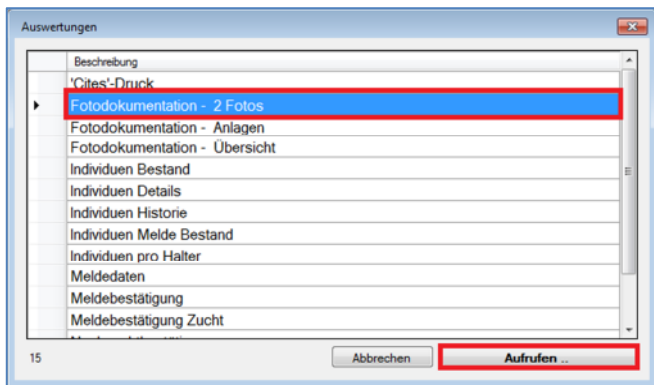 Auswertungen
Beschreibung
'Cites'-Druck
Fotodokumentation -  2 Fotos
Fotodokumentation -  Anlagen
Fotodokumentation -  Übersicht
Individuen Bestand
Individuen Details
Individuen Historie
Individuen Melde Bestand
Individuen pro Halter
Meldedaten
Meldebestätigung
Meldebestätigung Zucht
15 Abbrechen Aufrufen ..